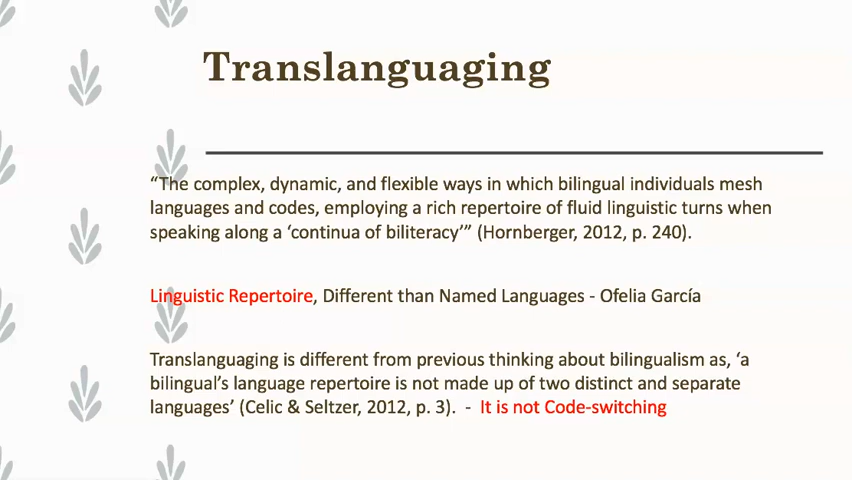 Translanguaging
“The complex, dynamic, and flexible ways in which bilingual individuals mesh
languages and codes, employing a rich repertoire of fluid linguistic turns when
speaking along a ‘continua of biliteracy’” (Hornberger, 2012, p. 240).
Linguistic Repertoire, Different than Named Languages - Ofelia García
Translanguaging is different from previous thinking about bilingualism as, ‘a
bilingual’s language repertoire is not made up of two distinct and separate
languages’ (Celic & Seltzer, 2012, p. 3).  -  It is not Code-switching